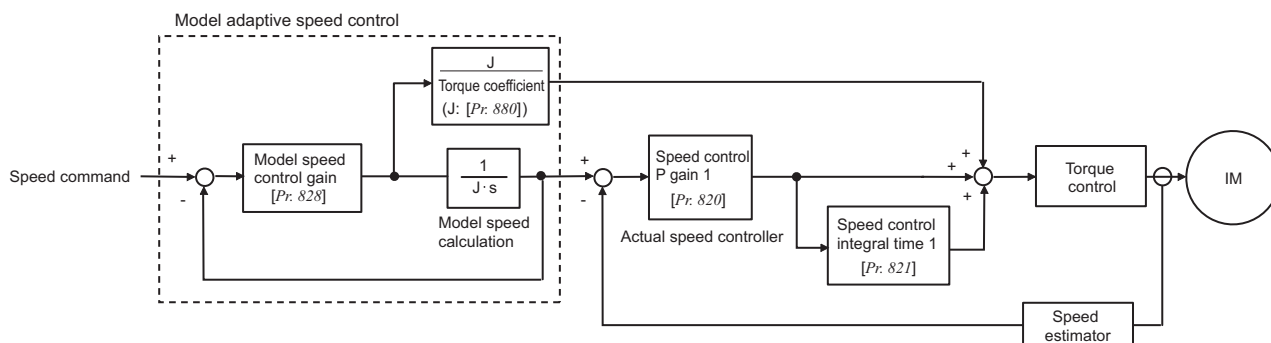 Model adaptive speed control
J
Torque coefficient
(J: [Pr. 880])
Speed command
+
-
Model speed
control gain
[Pr. 828]
1
J·s
Model speed
calculation
+
-
Speed control
P gain 1
[Pr. 820]
Actual speed controller
Speed control
integral time 1
[Pr. 821]
+
+
+
Torque
control
IM
Speed
estimator